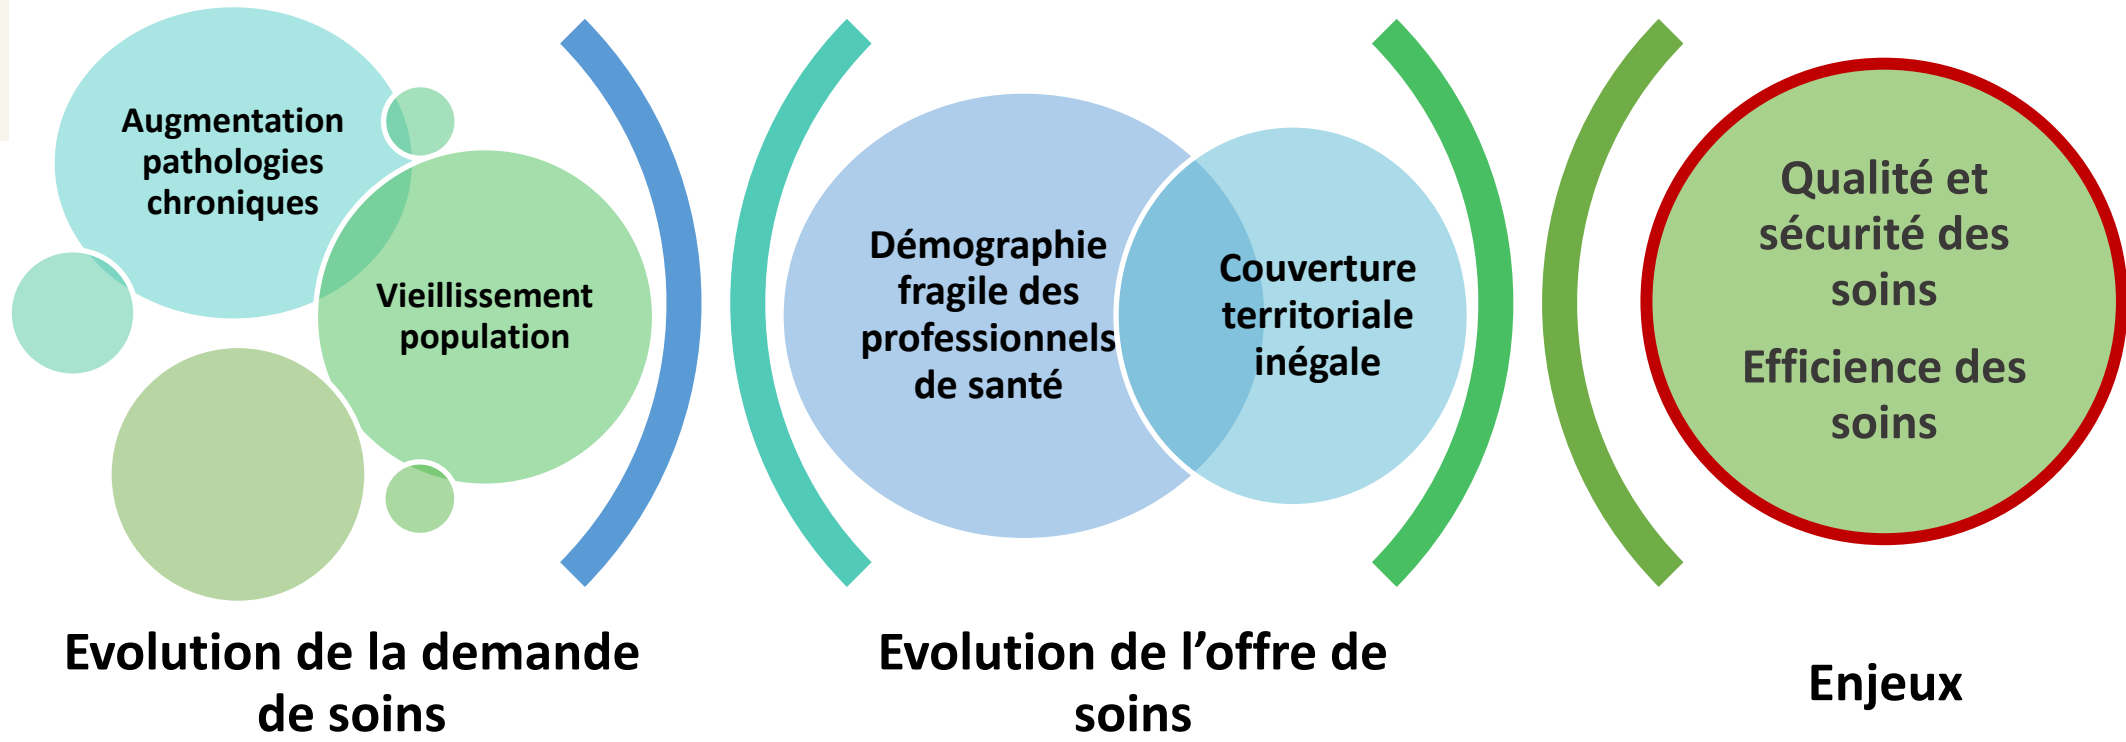 Augmentation
pathologies
chroniques
Vieillissement
population
Evolution de la demande
de soins
Démographie
fragile des
professionnels
de santé
Couverture
territoriale
inégale
Evolution de l’offre de
soins
Qualité et
sécurité des
soins
Efficience des
soins
Enjeux